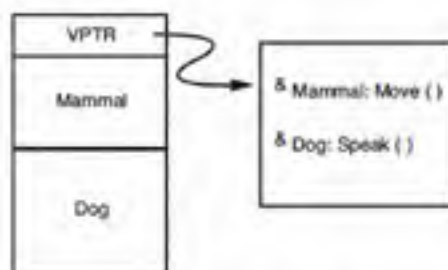 VPTR
Mammal
Dog
& Mammal: Move ( )
& Dog: Speak ( )